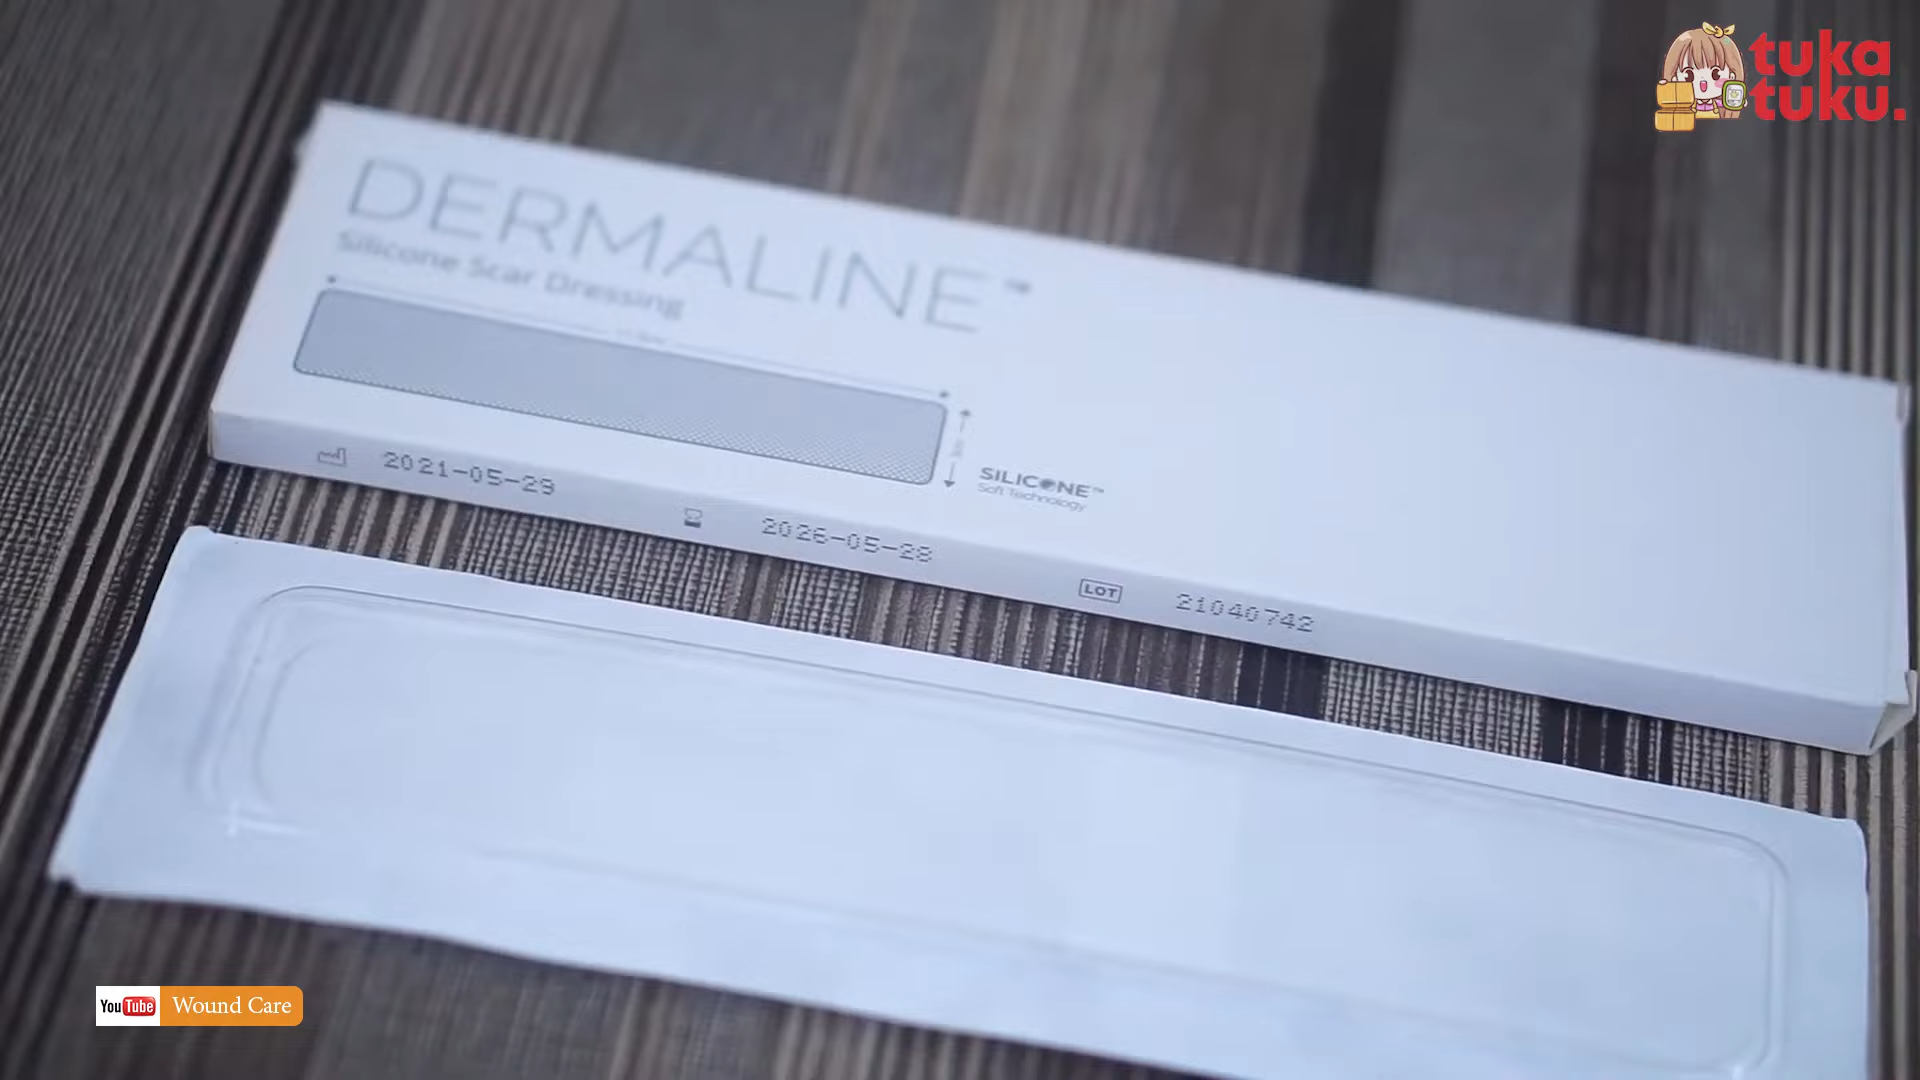 tuka
tuku.
DERMALINE™
Silicone Scar Dressing
SILICONE™
Soft Technology
2021-05-29
2026-05-28
LOT
21040742
YouTube
Wound Care